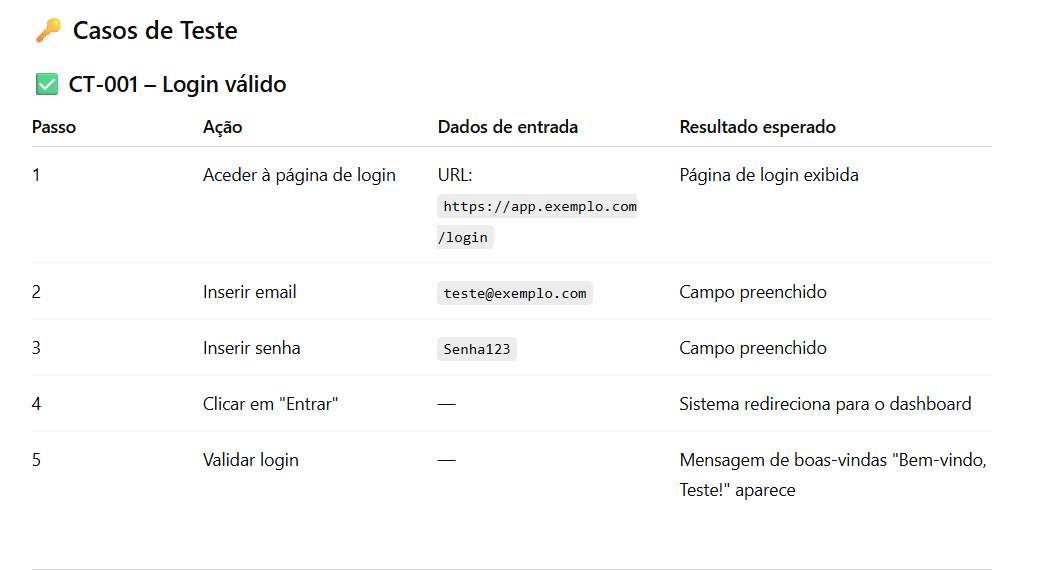 🔑 Casos de Teste
✅ CT-001 – Login válido
Passo Ação Dados de entrada Resultado esperado
1 Aceder à página de login URL: Página de login exibida
https://app.exemplo.com
/login
2 Inserir email teste@exemplo.com Campo preenchido
3 Inserir senha Senha123 Campo preenchido
4 Clicar em "Entrar" — Sistema redireciona para o dashboard
5 Validar login — Mensagem de boas-vindas "Bem-vindo,
Teste!" aparece